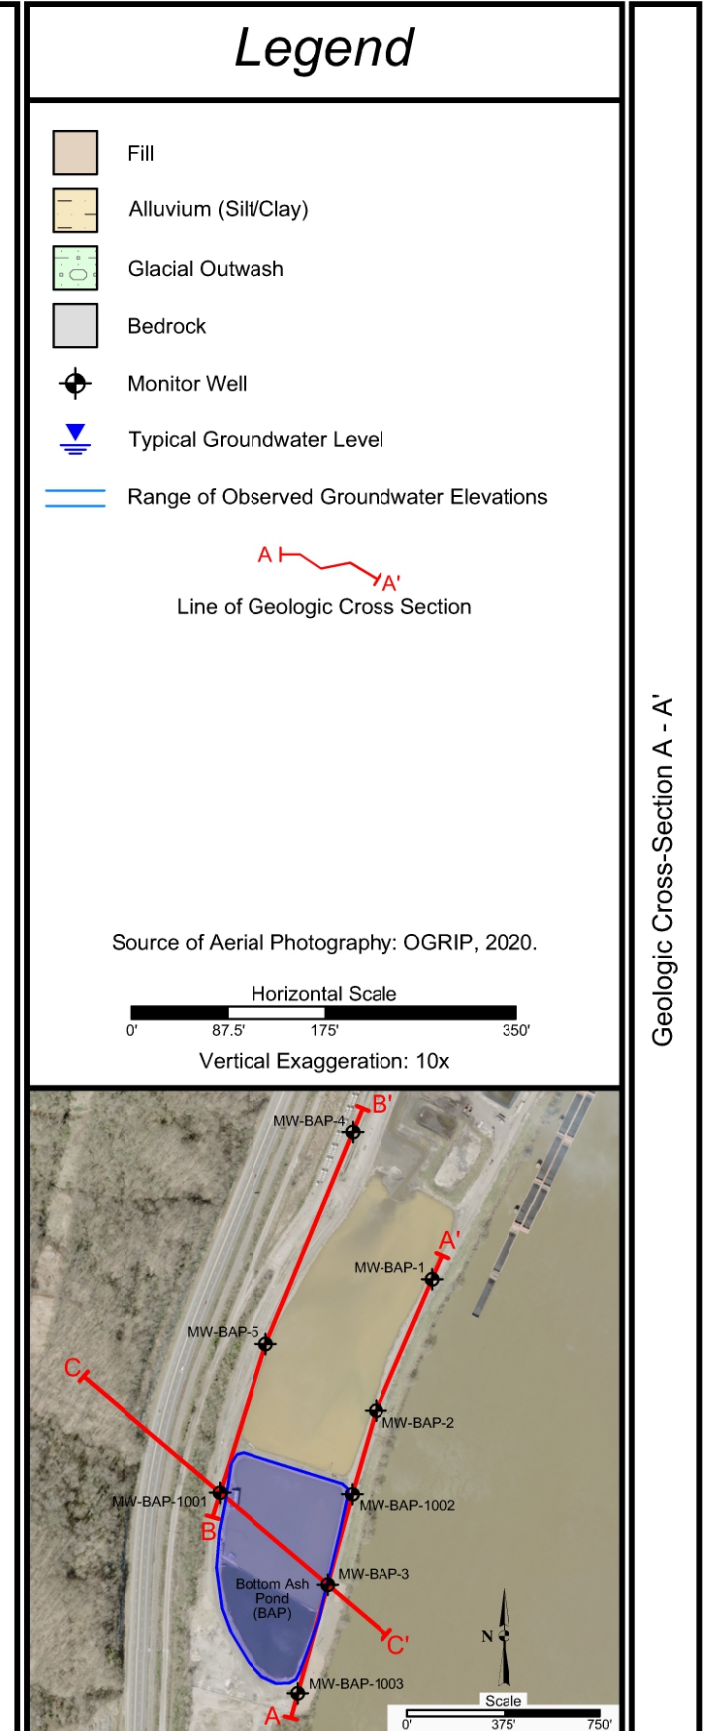 Legend
Fill
Alluvium (Silt/Clay)
Glacial Outwash
Bedrock
Monitor Well
Typical Groundwater Level
Range of Observed Groundwater Elevations
A A'
Line of Geologic Cross Section
Source of Aerial Photography: OGRIP, 2020.
Horizontal Scale
0' 87.5' 175' 350'
Vertical Exaggeration: 10x
B'
MW-BAP-4
A'
MW-BAP-1
MW-BAP-5
C
MW-BAP-2
MW-BAP-1001
MW-BAP-1002
B
MW-BAP-3
Bottom Ash
Pond
(BAP)
N
C'
MW-BAP-1003
A
Scale
0' 375' 750'
Geologic Cross-Section A - A'